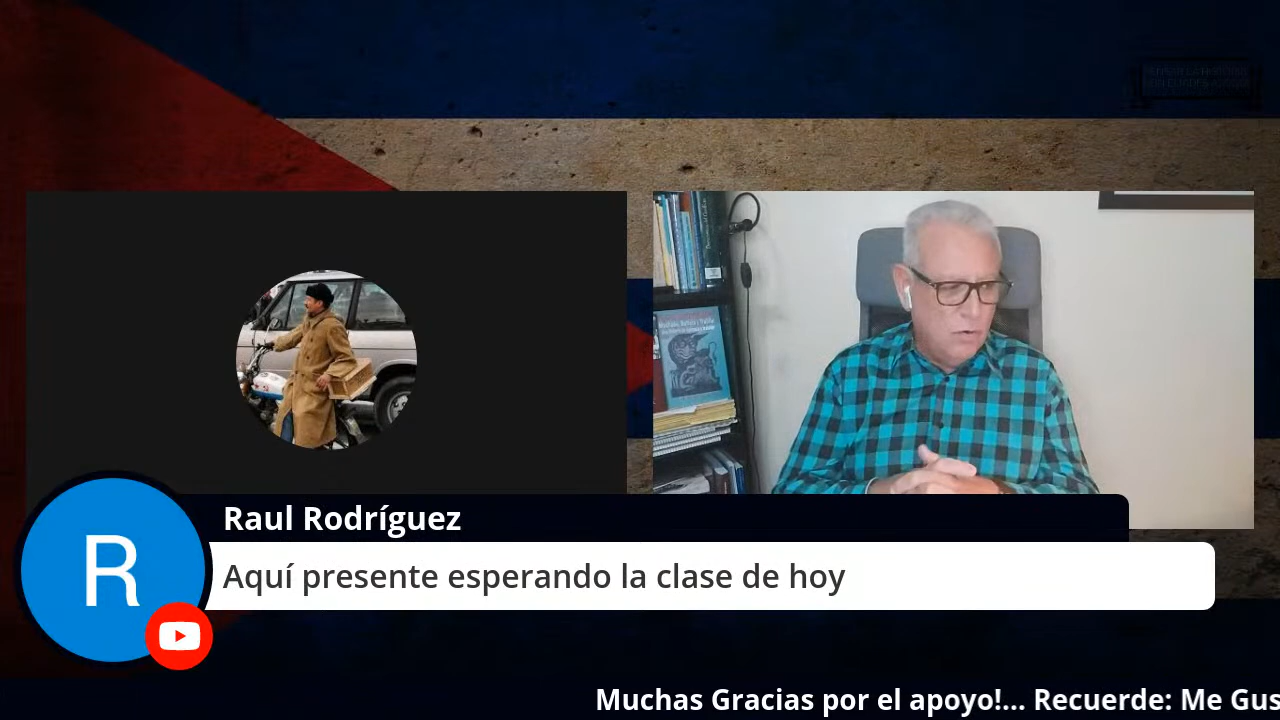 Raul Rodríguez
Aquí presente esperando la clase de hoy
R
Muchas Gracias por el apoyo!... Recuerde: Me Gus